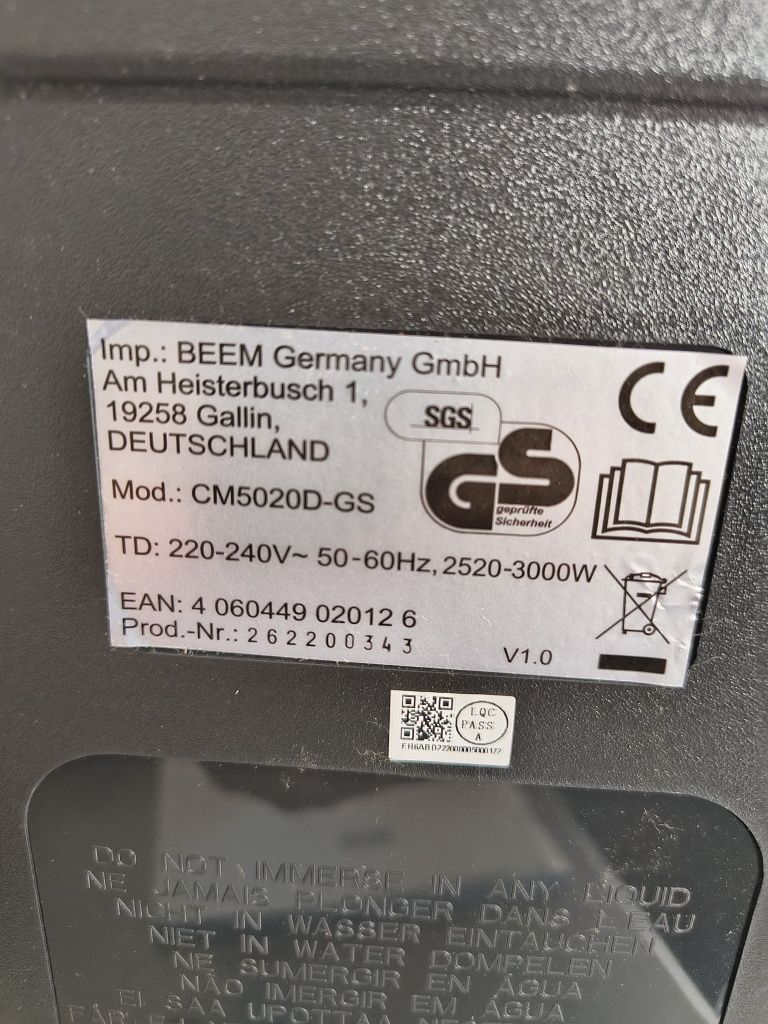 Imp.: BEEM Germany GmbH
Am Heisterbusch 1,
19258 Gallin,
DEUTSCHLAND
SGS
GS
geprüfte
Sicherheit
CE
Mod.: CM5020D-GS
TD: 220-240V~ 50-60Hz, 2520-3000W
EAN: 4 060449 02012 6
Prod.-Nr.: 262200343
V1.0
LQC
PASS
A
DO NOT IMMERSE IN ANY LIQUID
NE JAMAIS PLONGER DANS L'EAU
NICHT IN WASSER EINTAUCHEN
NIET IN WATER DOMPELEN
NE SUMERGIR EN AGUA
NÃO IMERGIR EM ÁGUA
EI SAA UPOTTAA